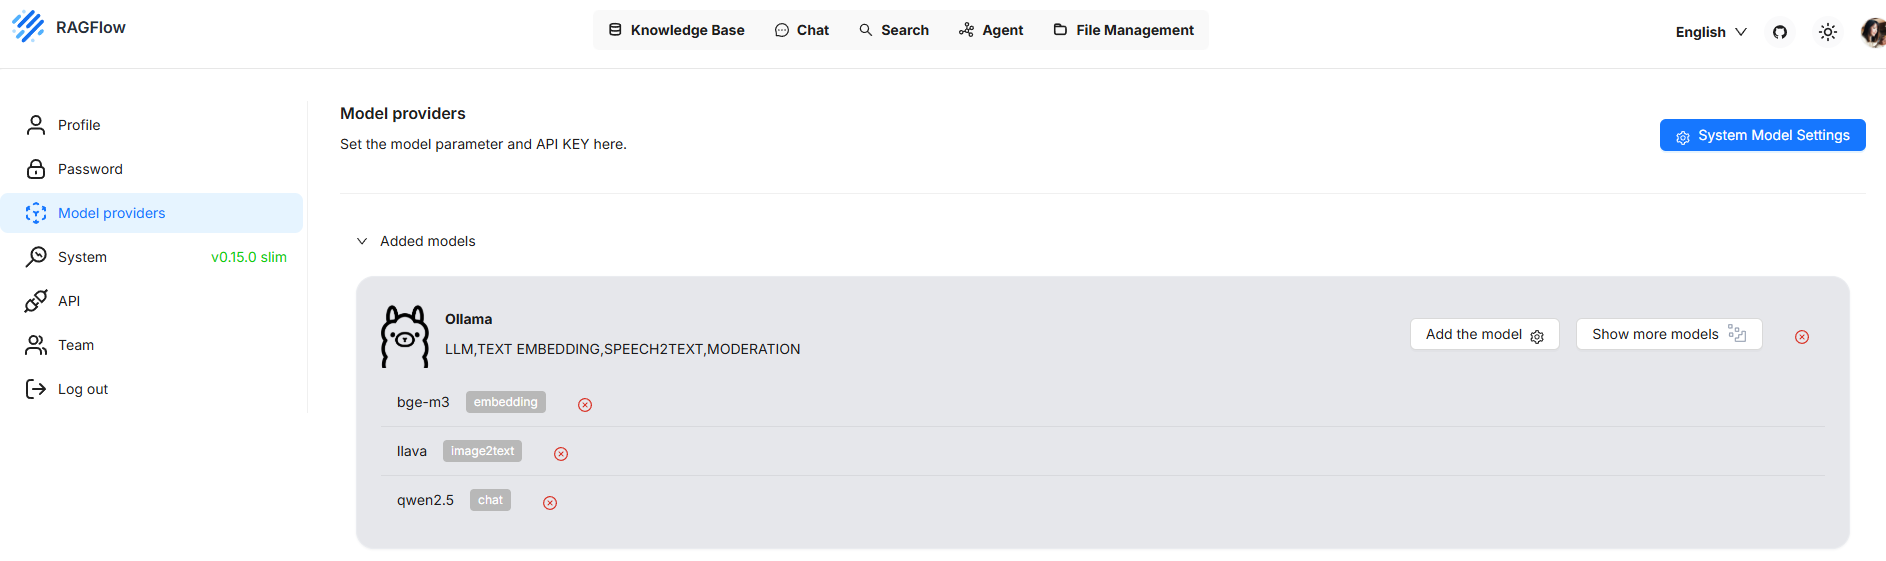 RAGFlow
Knowledge Base Chat Search Agent File Management
English
Profile
Password
Model providers
System v0.15.0 slim
API
Team
Log out
Model providers
Set the model parameter and API KEY here.
System Model Settings
Added models
Ollama
LLM,TEXT EMBEDDING,SPEECH2TEXT,MODERATION
Add the model Show more models
bge-m3 embedding
llava image2text
qwen2.5 chat